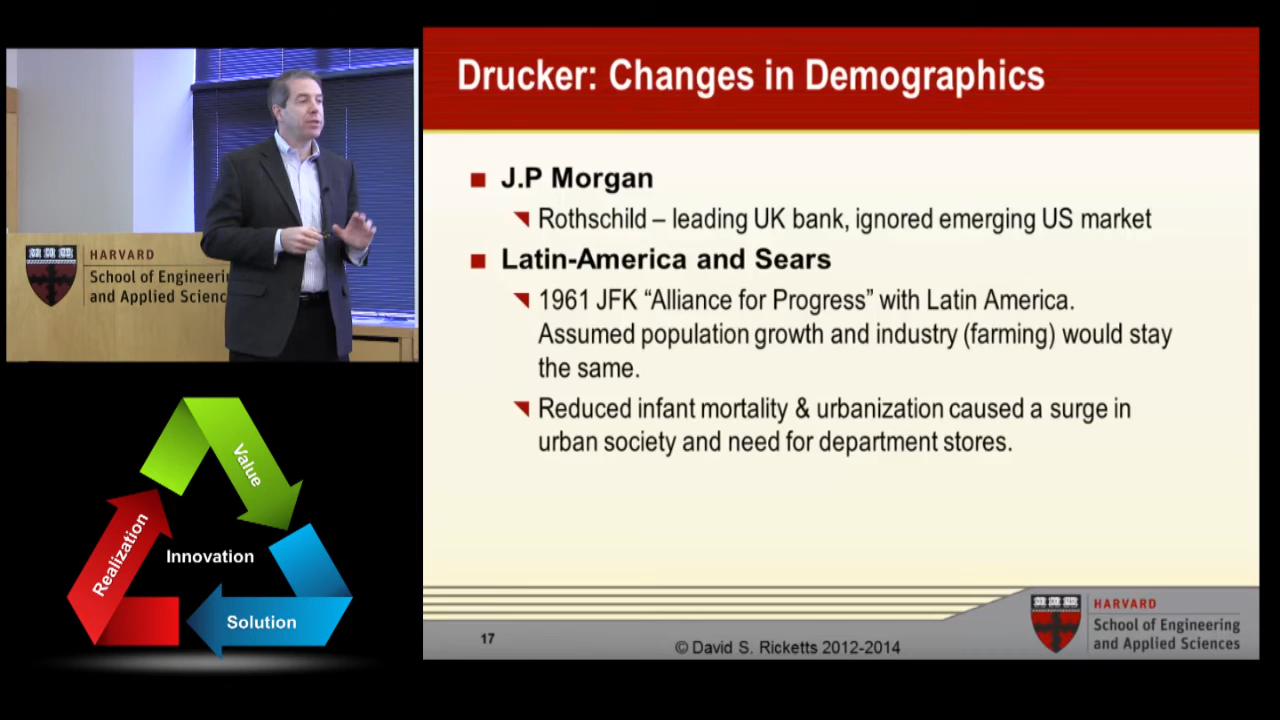 Drucker: Changes in Demographics
J.P Morgan
Rothschild – leading UK bank, ignored emerging US market
Latin-America and Sears
1961 JFK “Alliance for Progress” with Latin America.
Assumed population growth and industry (farming) would stay
the same.
Reduced infant mortality & urbanization caused a surge in
urban society and need for department stores.
17
© David S. Ricketts 2012-2014
HARVARD
School of Engineering
and Applied Sciences
HARVARD
School of Engineerin
and Applied Scienc
Value
Realization
Innovation
Solution